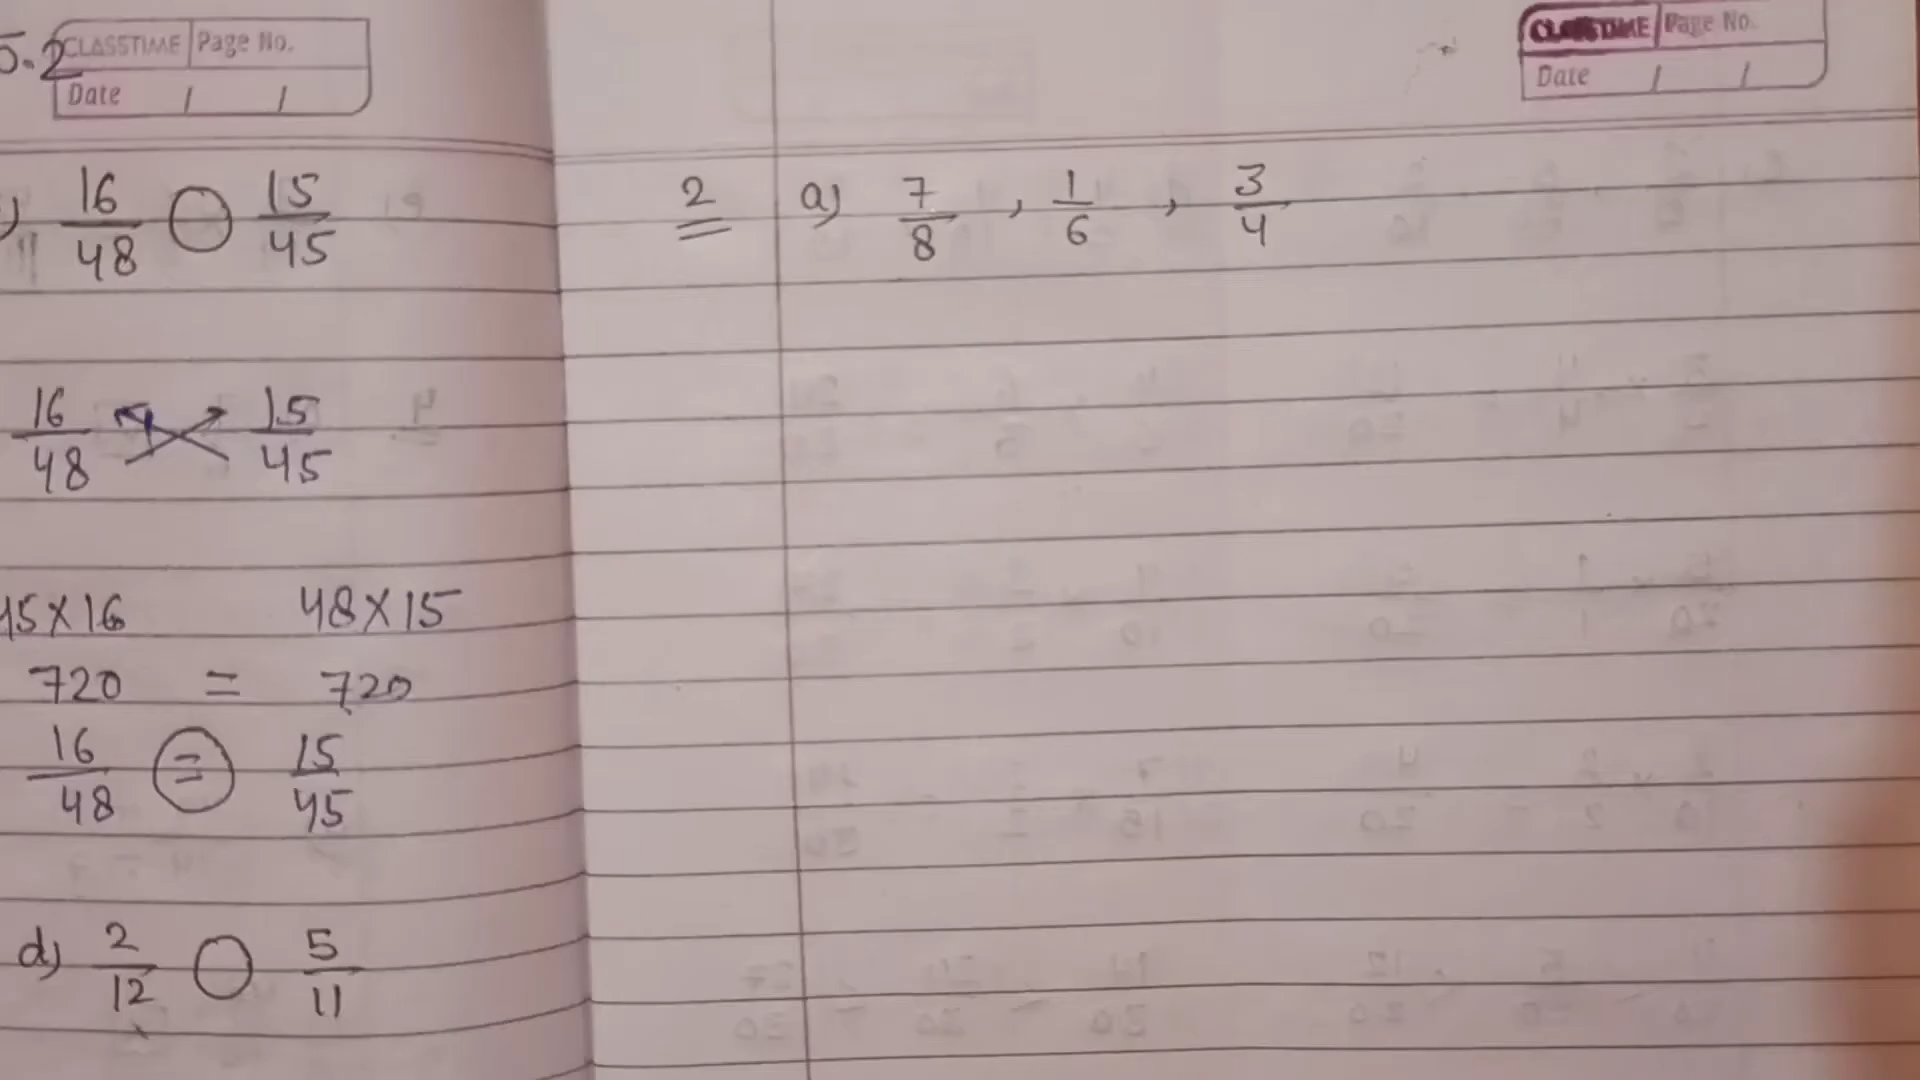 5.2 CLASSTIME Page No.
Date / /
) 16/48 ◯ 15/45
16/48 15/45
45×16 48×15
720 = 720
16/48 = 15/45
d) 2/12 ◯ 5/11
CLASSTIME Page No.
Date / /
2 a) 7/8 , 1/6 , 3/4